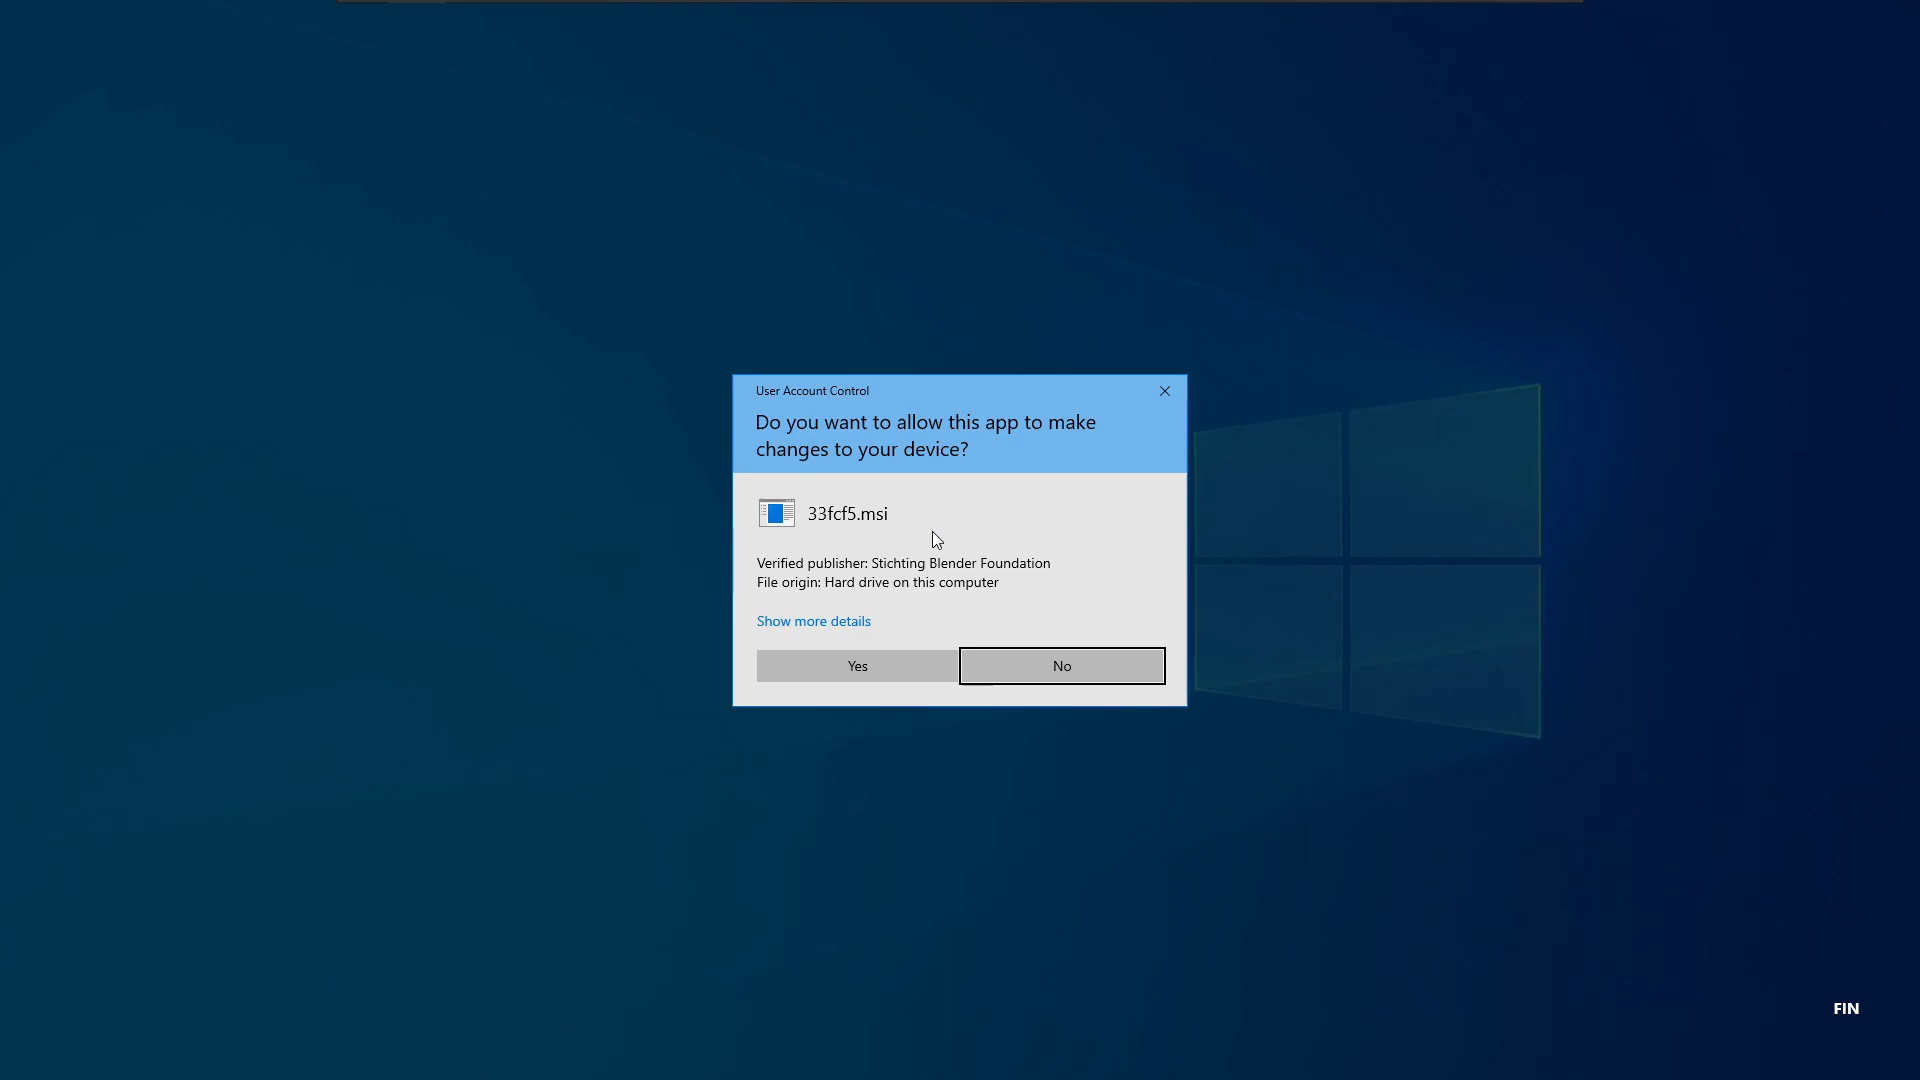 User Account Control
Do you want to allow this app to make
changes to your device?
33fcf5.msi
Verified publisher: Stichting Blender Foundation
File origin: Hard drive on this computer
Show more details
Yes
No
FIN